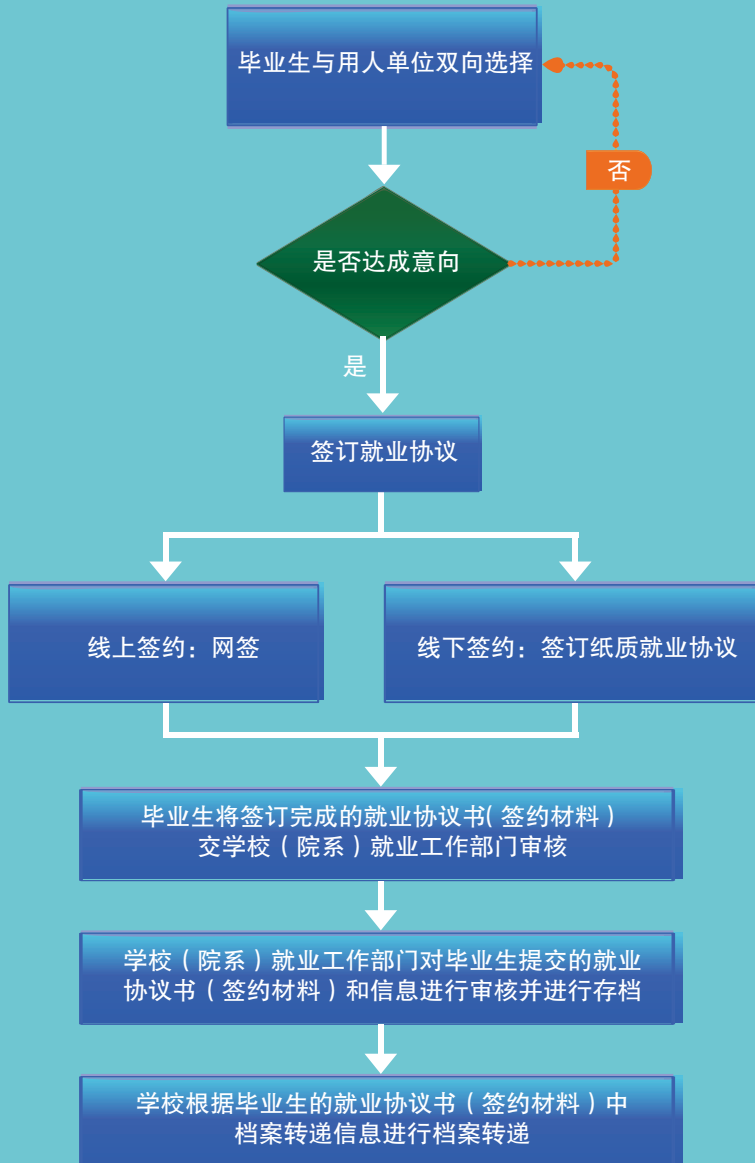 毕业生与用人单位双向选择
否
是否达成意向
是
签订就业协议
线上签约：网签
线下签约：签订纸质就业协议
毕业生将签订完成的就业协议书（签约材料）
交学校（院系）就业工作部门审核
学校（院系）就业工作部门对毕业生提交的就业
协议书（签约材料）和信息进行审核并进行存档
学校根据毕业生的就业协议书（签约材料）中
档案转递信息进行档案转递